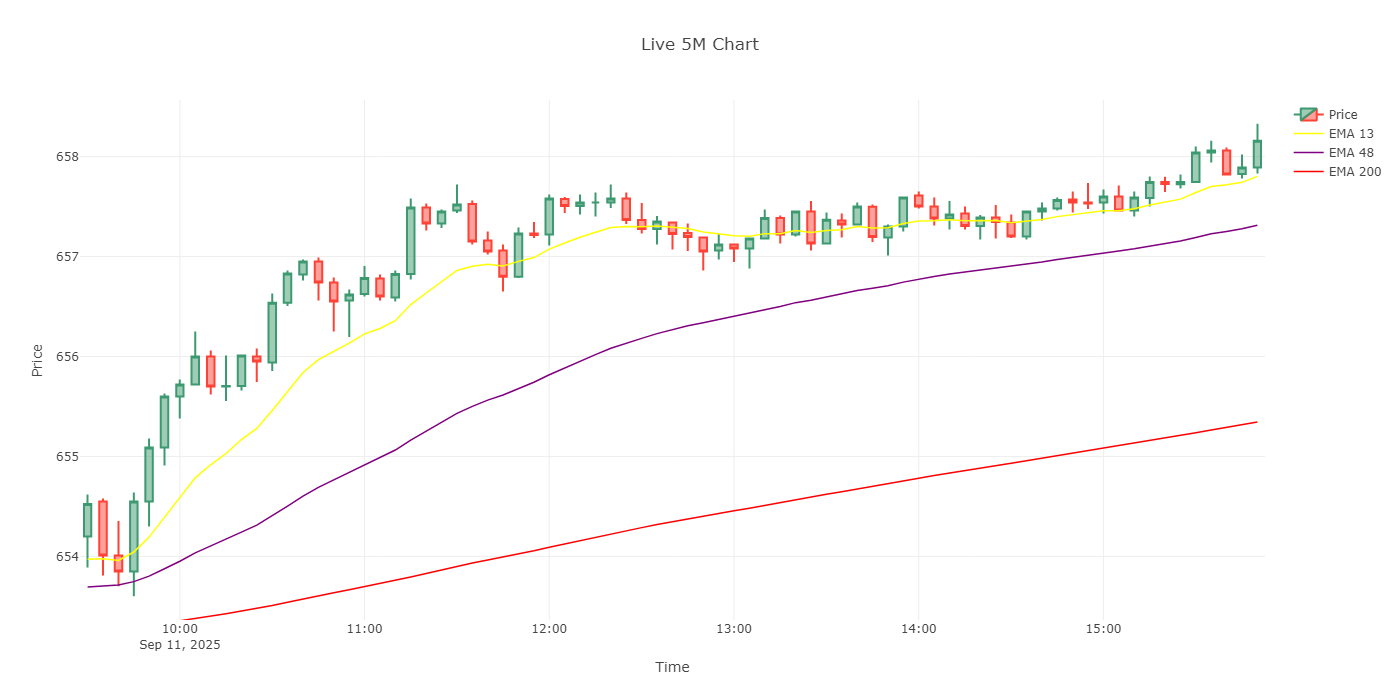 Live 5M Chart
Price
EMA 13
EMA 48
EMA 200
658
657
656
655
654
Price
10:00
11:00
12:00
13:00
14:00
15:00
Sep 11, 2025
Time